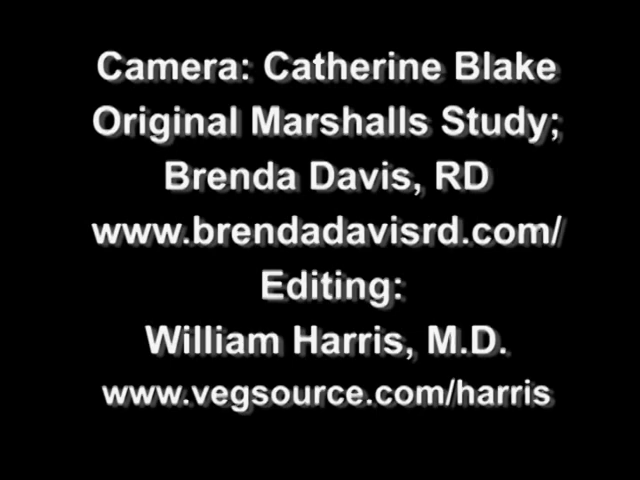 Camera: Catherine Blake
Original Marshalls Study;
Brenda Davis, RD
www.brendadavisrd.com/
Editing:
William Harris, M.D.
www.vegsource.com/harris